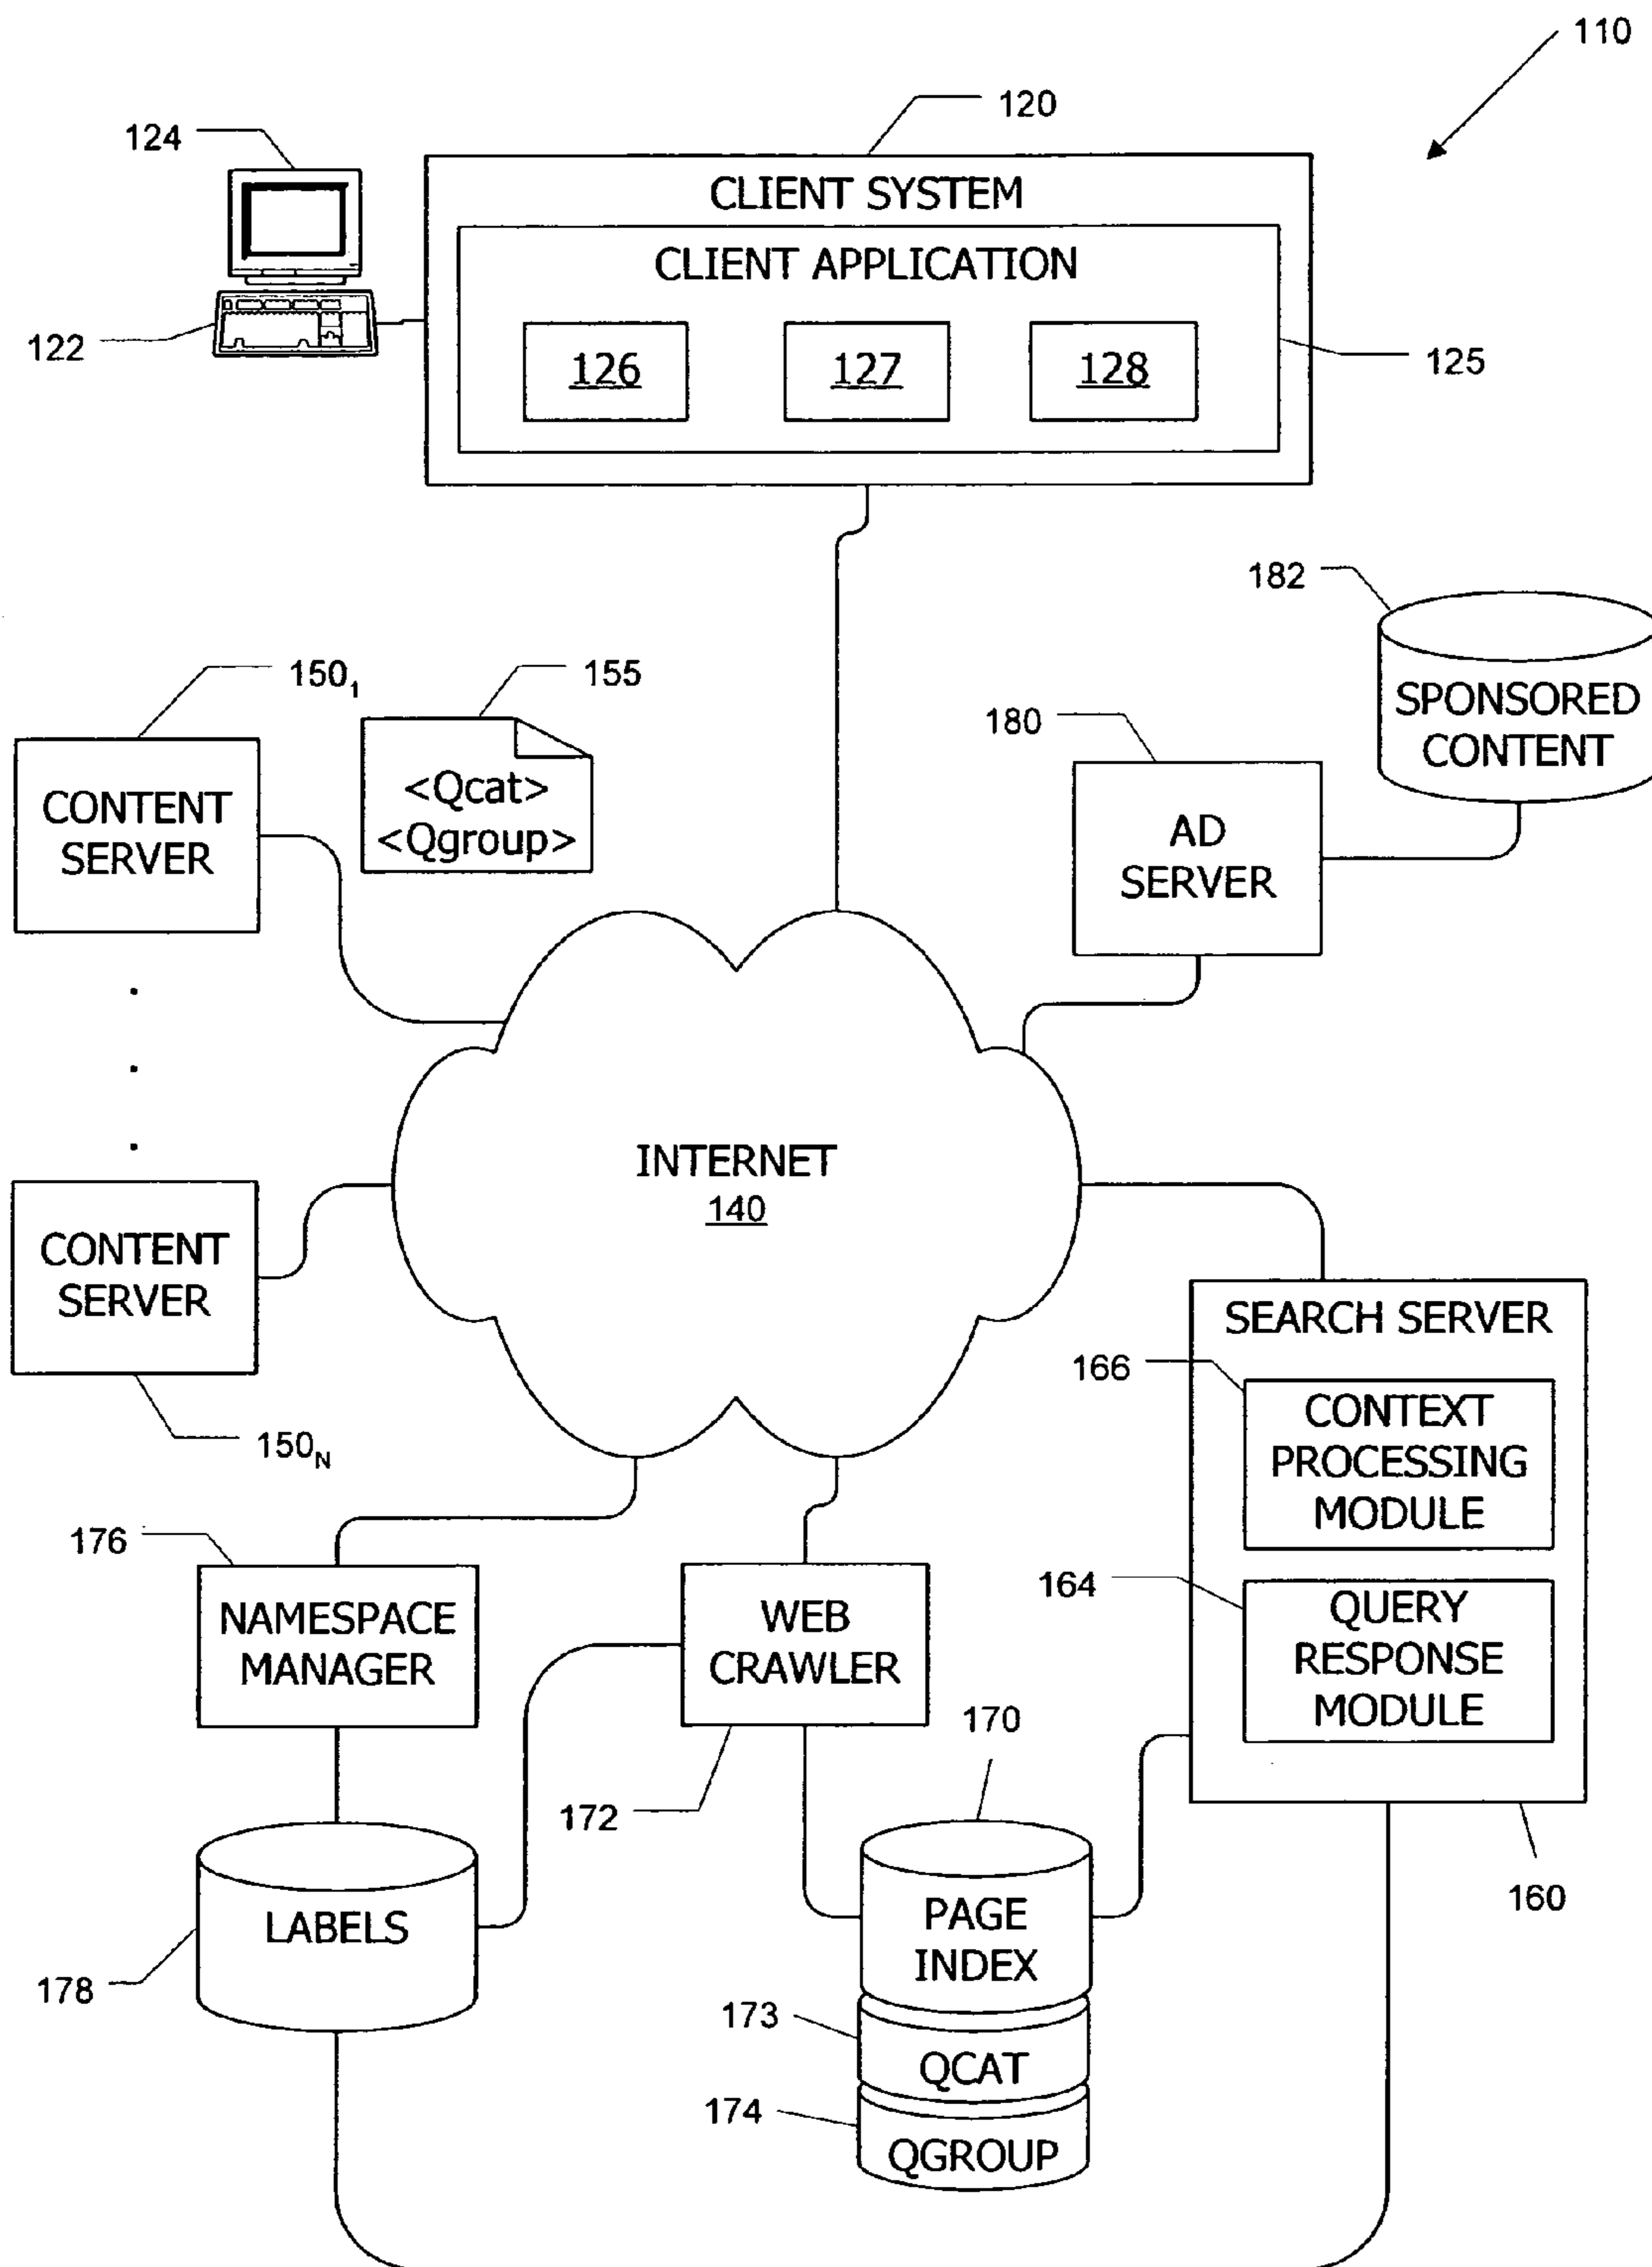 110
120
124
CLIENT SYSTEM
CLIENT APPLICATION
122
126
127
128
125
182
150₁
155
SPONSORED
CONTENT
180
<Qcat>
<Qgroup>
CONTENT
SERVER
AD
SERVER
.
.
.
INTERNET
140
CONTENT
SERVER
150N
SEARCH SERVER
166
CONTEXT
PROCESSING
MODULE
164
QUERY
RESPONSE
MODULE
160
176
NAMESPACE
MANAGER
WEB
CRAWLER
172
170
LABELS
178
PAGE
INDEX
173
QCAT
174
QGROUP